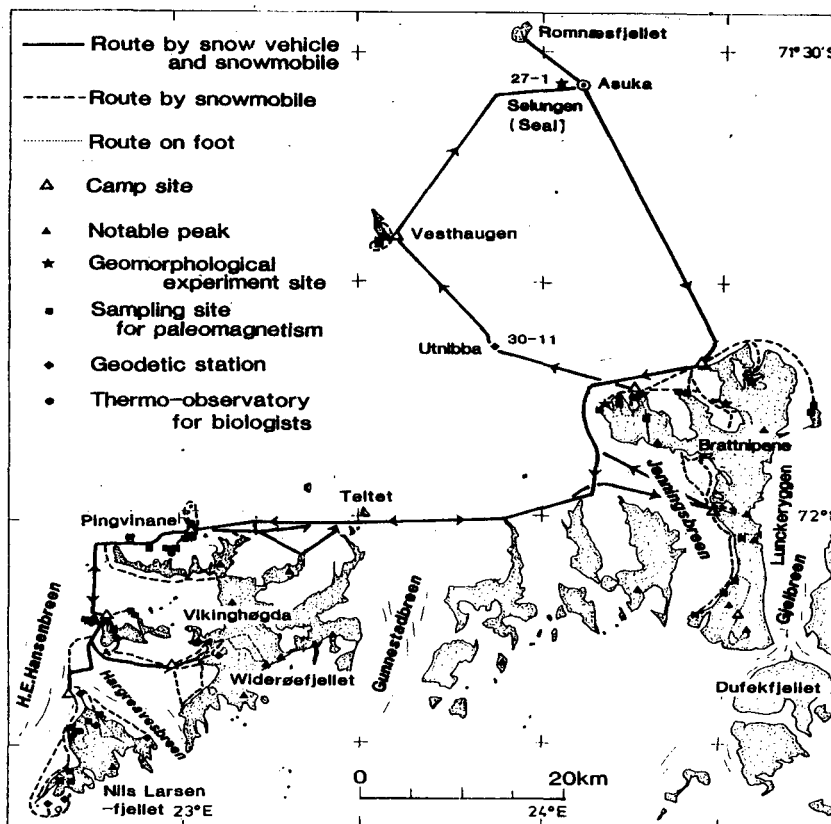 Route by snow vehicle
and snowmobile
Route by snowmobile
Route on foot
Camp site
Notable peak
Geomorphological
experiment site
Sampling site
for paleomagnetism
Geodetic station
Thermo-observatory
for biologists
Romnæsfjellet
71°30'S
27-1
Asuka
Selungen
(Seal)
Vesthaugen
Utnibba
30-11
Brattnipene
Jenningsbreen
Lunckeryggen
Gjelbreen
Teltet
Pingvinane
72°S
H.E.Hansenbreen
Vikinghøgda
Gunnestadbreen
Widerøefjellet
Hargreavesbreen
Dufekfjellet
Nils Larsen
-fjellet
23°E
0
20km
24°E